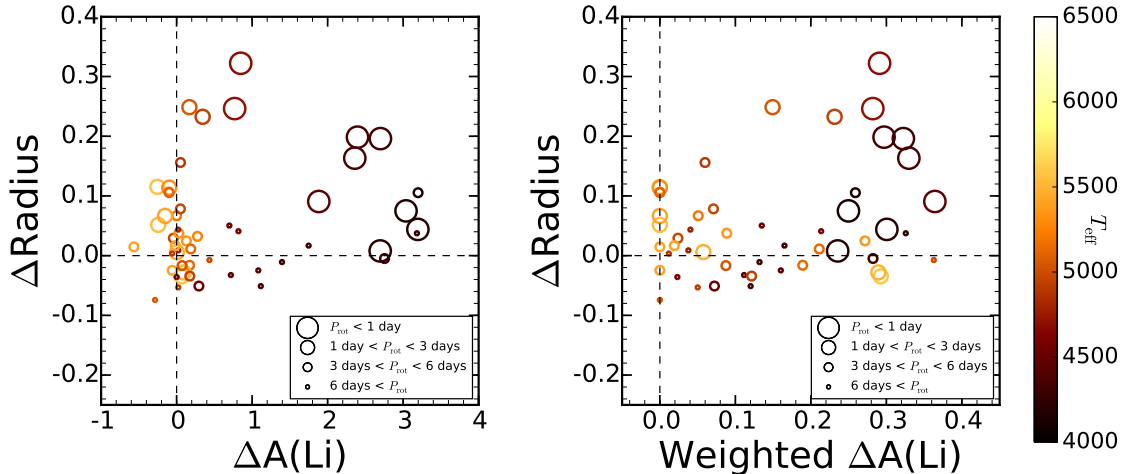 0.4
0.3
0.2
0.1
0.0
-0.1
-0.2
ΔRadius
-1 0 1 2 3 4
ΔA(Li)
P_rot < 1 day
1 day < P_rot < 3 days
3 days < P_rot < 6 days
6 days < P_rot
0.4
0.3
0.2
0.1
0.0
-0.1
-0.2
ΔRadius
0.0 0.1 0.2 0.3 0.4
Weighted ΔA(Li)
P_rot < 1 day
1 day < P_rot < 3 days
3 days < P_rot < 6 days
6 days < P_rot
6500
6000
5500
5000
4500
4000
T_eff